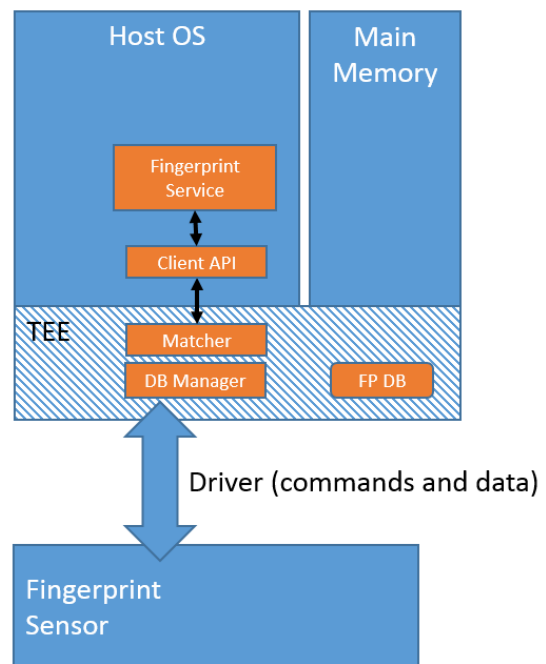 Host OS
Main
Memory
Fingerprint
Service
Client API
TEE
Matcher
DB Manager
FP DB
Driver (commands and data)
Fingerprint
Sensor